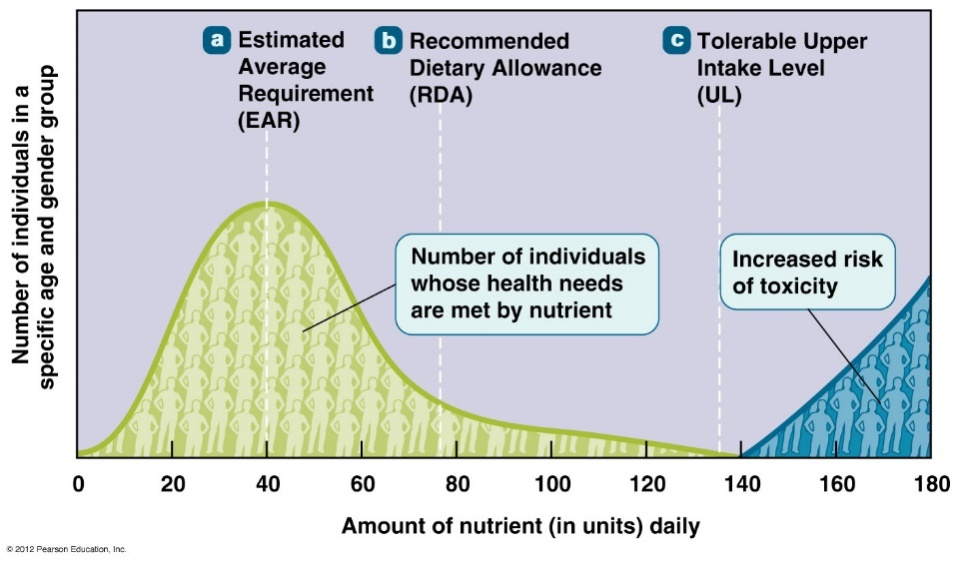 a Estimated
Average
Requirement
(EAR)
b Recommended
Dietary Allowance
(RDA)
c Tolerable Upper
Intake Level
(UL)
Number of individuals in a
specific age and gender group
Number of individuals
whose health needs
are met by nutrient
Increased risk
of toxicity
0 20 40 60 80 100 120 140 160 180
Amount of nutrient (in units) daily
© 2012 Pearson Education, Inc.